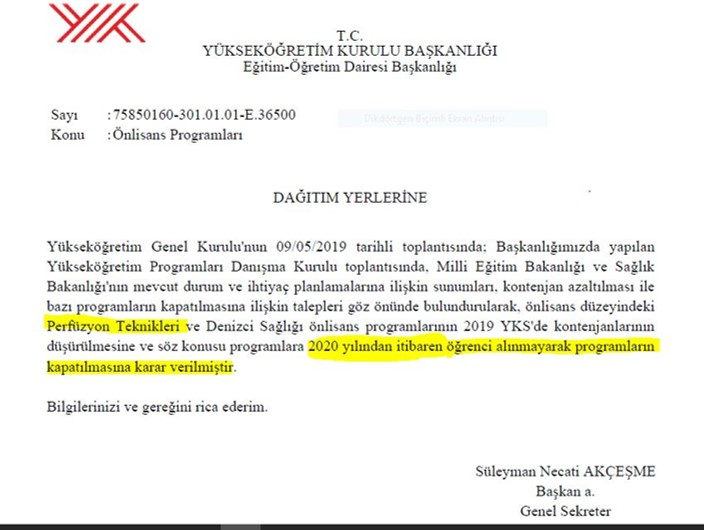 T.C.
YÜKSEKÖĞRETİM KURULU BAŞKANLIĞI
Eğitim-Öğretim Dairesi Başkanlığı
Sayı :75850160-301.01.01-E.36500
Konu :Önlisans Programları
DAĞITIM YERLERİNE
Yükseköğretim Genel Kurulu'nun 09/05/2019 tarihli toplantısında; Başkanlığımızda yapılan
Yükseköğretim Programları Danışma Kurulu toplantısında, Milli Eğitim Bakanlığı ve Sağlık
Bakanlığı'nın mevcut durum ve ihtiyaç planlamalarına ilişkin sunumları, kontenjan azaltılması ile
bazı programların kapatılmasına ilişkin talepleri göz önünde bulundurularak, önlisans düzeyindeki
Perfüzyon Teknikleri ve Denizci Sağlığı önlisans programlarının 2019 YKS'de kontenjanlarının
düşürülmesine ve söz konusu programlara 2020 yılından itibaren öğrenci alınmayarak programların
kapatılmasına karar verilmiştir.
Bilgilerinizi ve gereğini rica ederim.
Süleyman Necati AKÇEŞME
Başkan a.
Genel Sekreter